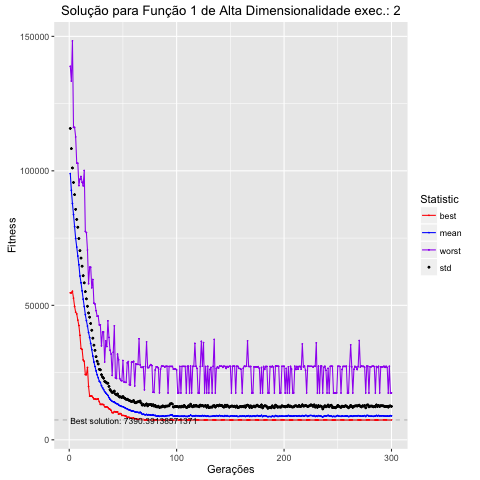 Solução para Função 1 de Alta Dimensionalidade exec.: 2
150000
100000
50000
0
Fitness
Best solution: 7390.39136571371
0
100
200
300
Gerações
Statistic
best
mean
worst
std